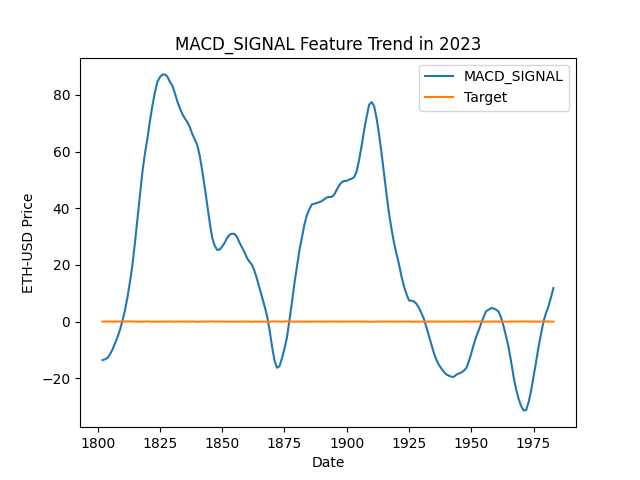 MACD_SIGNAL Feature Trend in 2023
MACD_SIGNAL
Target
ETH-USD Price
80
60
40
20
0
−20
1800 1825 1850 1875 1900 1925 1950 1975
Date